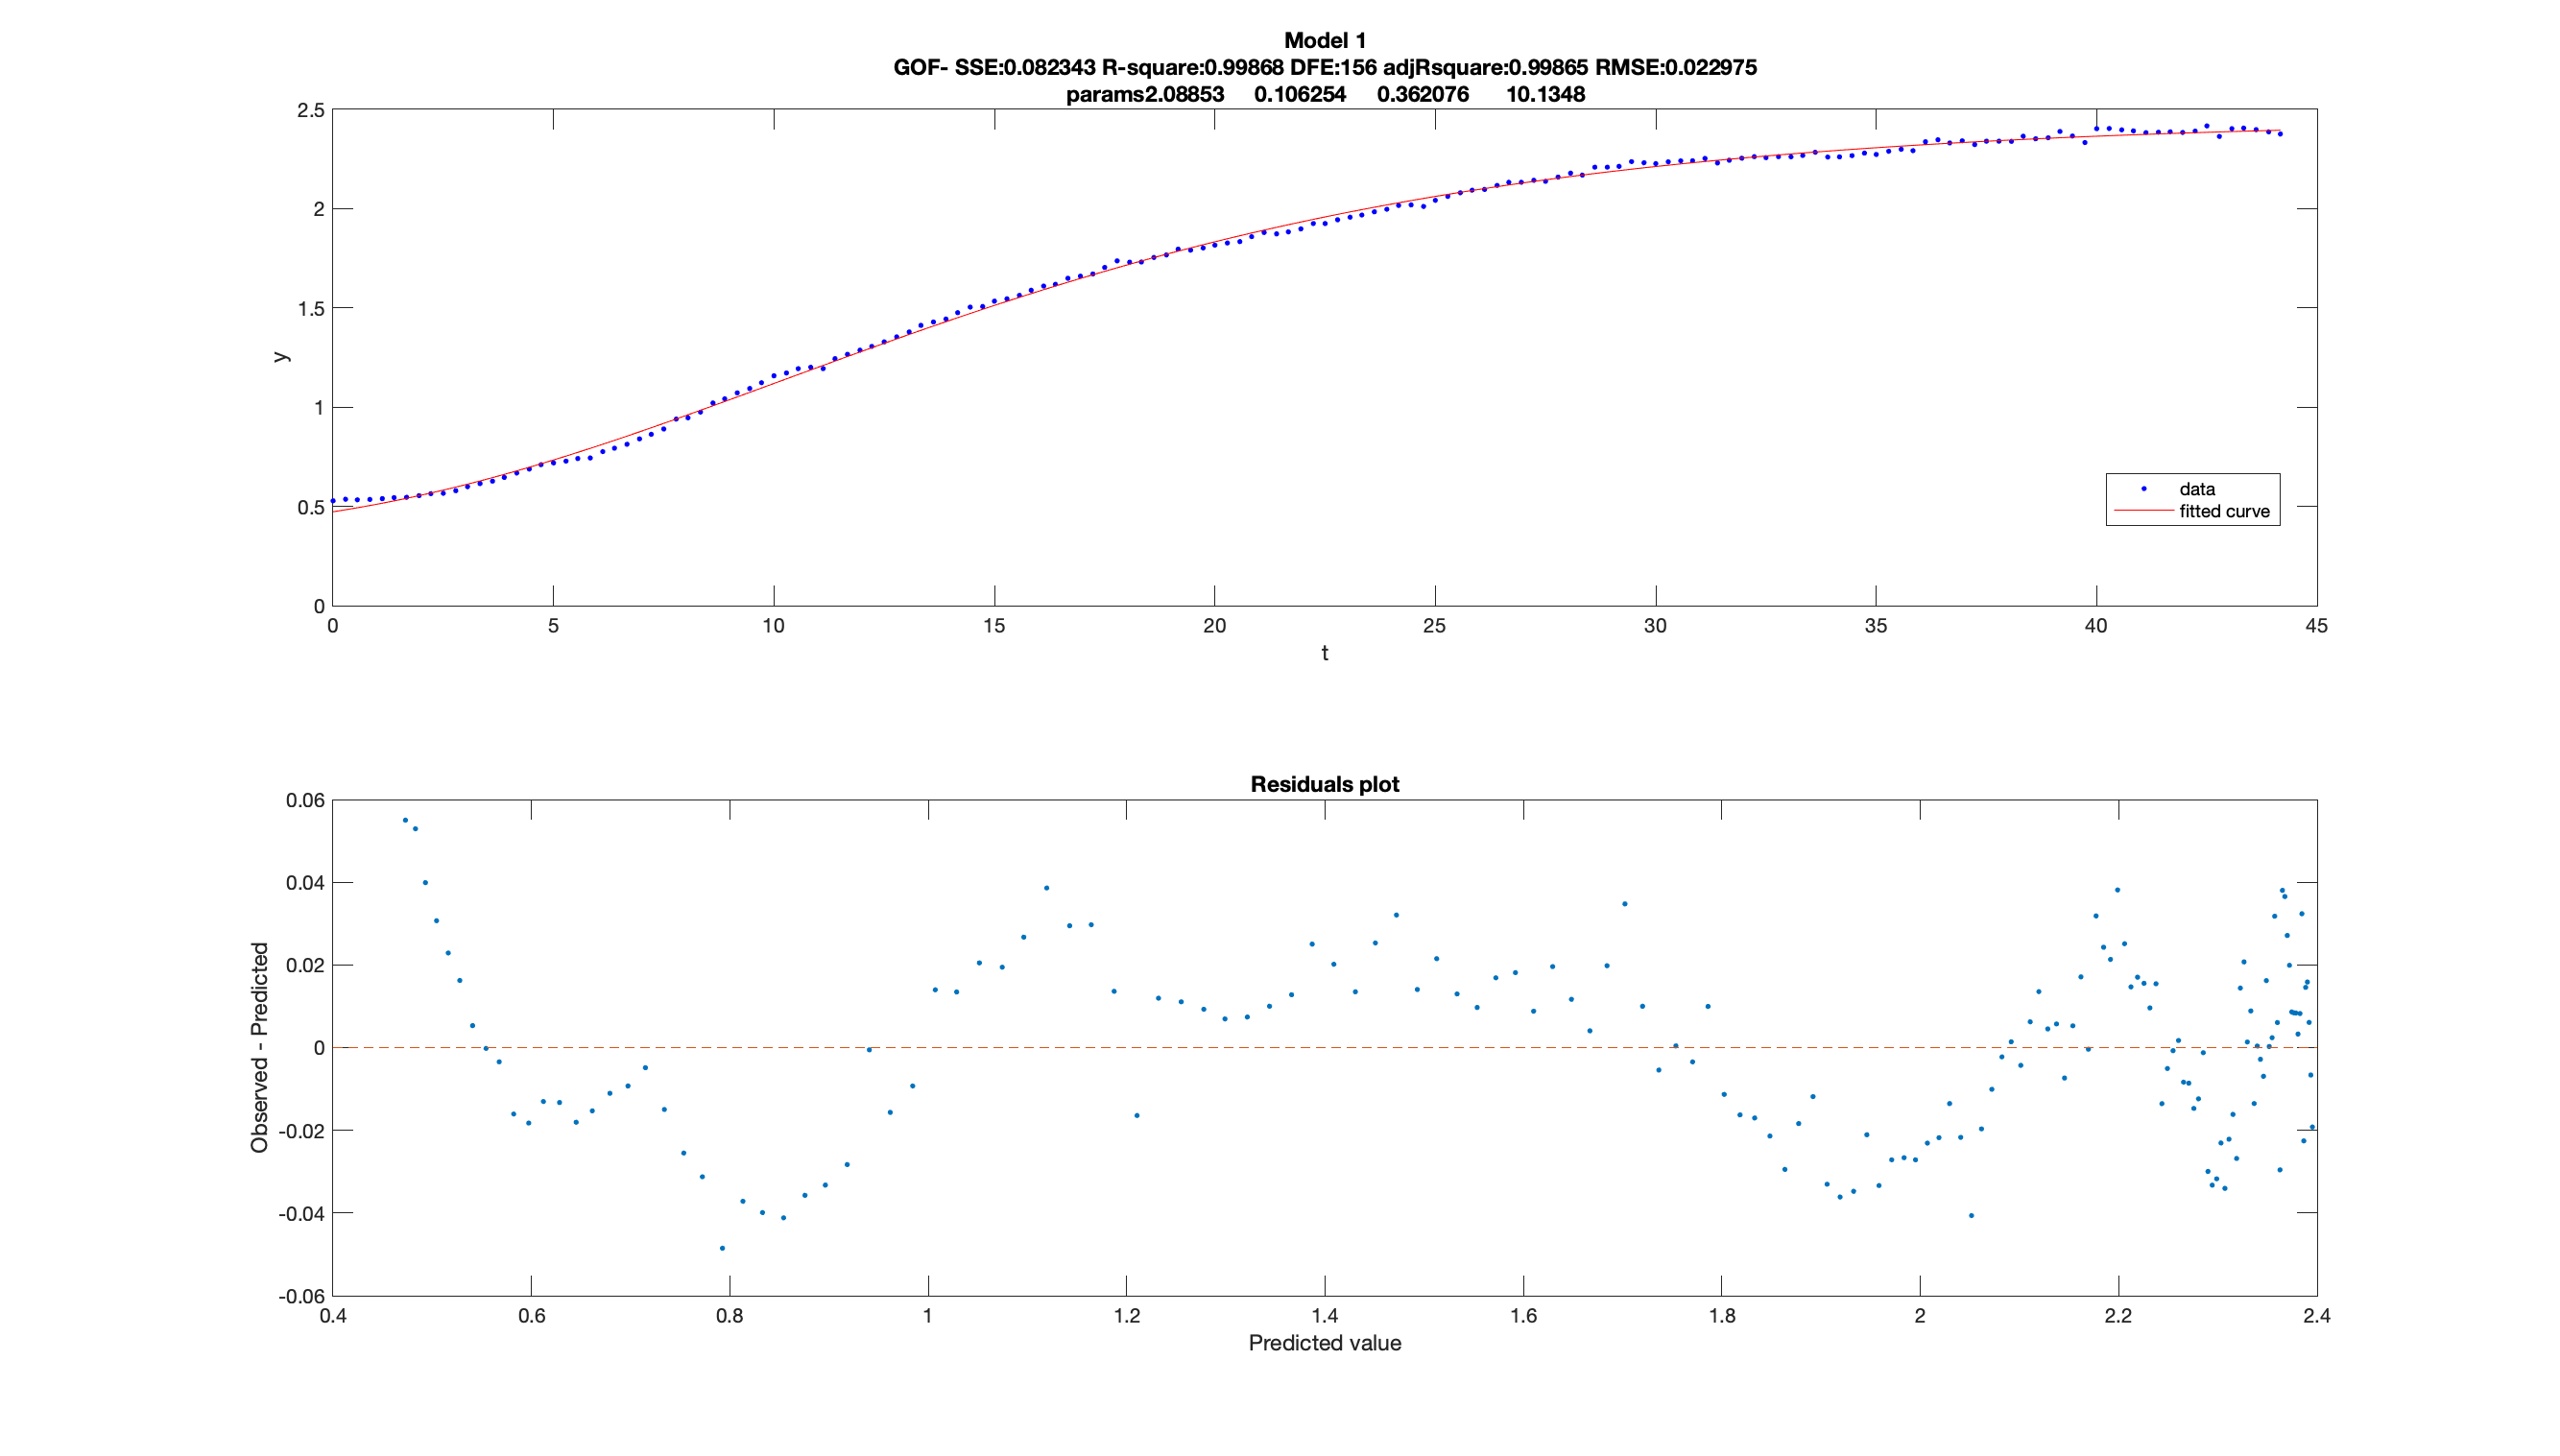 Model 1
GOF- SSE:0.082343 R-square:0.99868 DFE:156 adjRsquare:0.99865 RMSE:0.022975
params2.08853 0.106254 0.362076 10.1348
2.5
2
1.5
1
0.5
0
y
0 5 10 15 20 25 30 35 40 45
t
data
fitted curve
Residuals plot
0.06
0.04
0.02
0
-0.02
-0.04
-0.06
Observed - Predicted
0.4 0.6 0.8 1 1.2 1.4 1.6 1.8 2 2.2 2.4
Predicted value